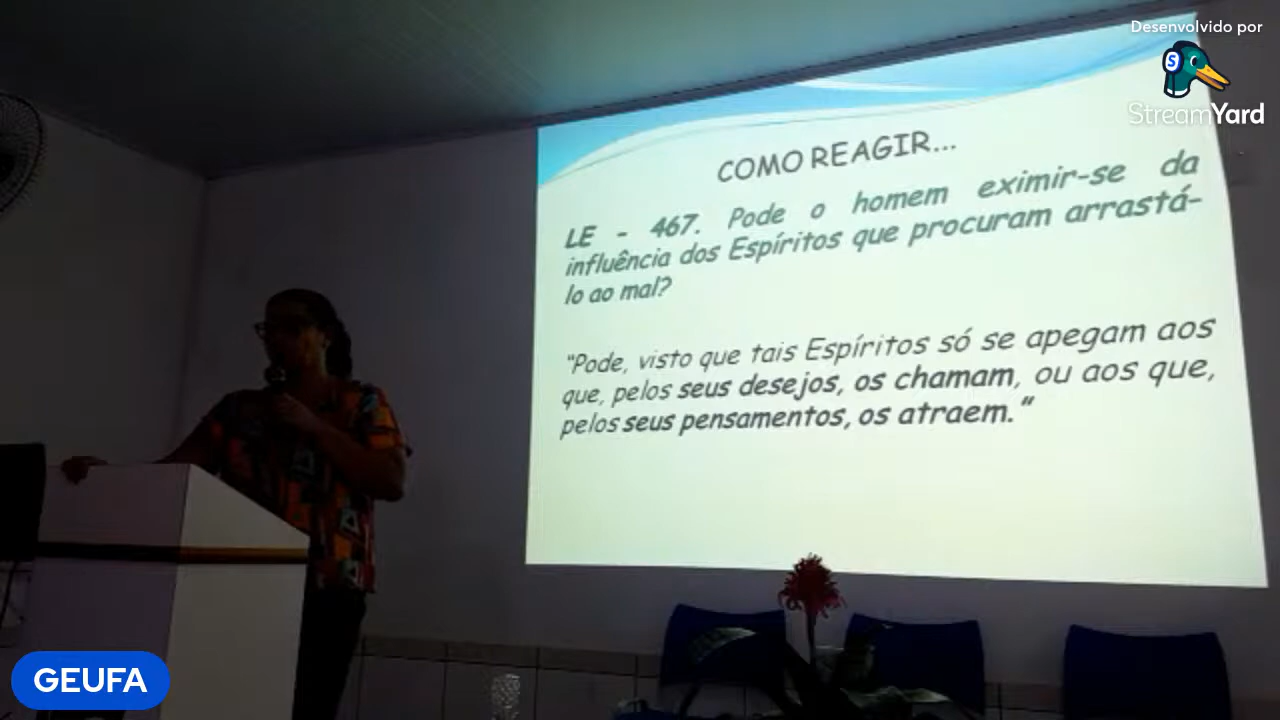 Desenvolvido por
StreamYard
COMO REAGIR...
LE - 467. Pode o homem eximir-se da
influência dos Espíritos que procuram arrastá-
lo ao mal?
"Pode, visto que tais Espíritos só se apegam aos
que, pelos seus desejos, os chamam, ou aos que,
pelos seus pensamentos, os atraem."
GEUFA